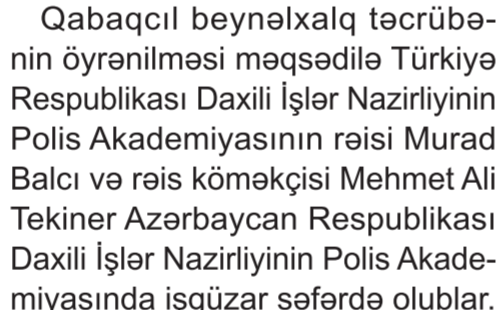 Qabaqcıl beynəlxalq təcrübə-
nin öyrənilməsi məqsədilə Türkiyə
Respublikası Daxili İşlər Nazirliyinin
Polis Akademiyasının rəisi Murad
Balcı və rəis köməkçisi Mehmet Ali
Tekiner Azərbaycan Respublikası
Daxili İşlər Nazirliyinin Polis Akade-
miyasında işgüzar səfərdə olublar.